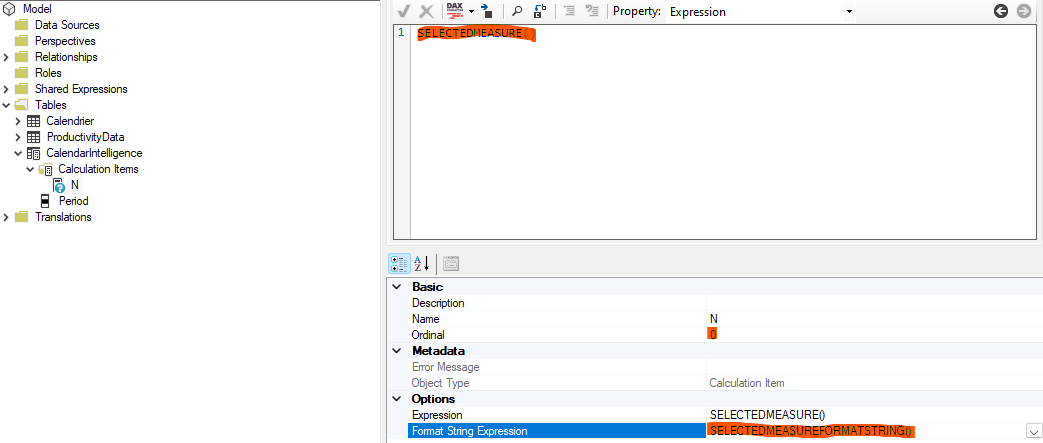 Model
Data Sources
Perspectives
Relationships
Roles
Shared Expressions
Tables
Calendrier
ProductivityData
CalendarIntelligence
Calculation Items
N
Period
Translations
DAX Property: Expression
1 SELECTEDMEASURE()
Basic
Description
Name N
Ordinal 0
Metadata
Error Message
Object Type Calculation Item
Options
Expression SELECTEDMEASURE()
Format String Expression SELECTEDMEASUREFORMATSTRING()